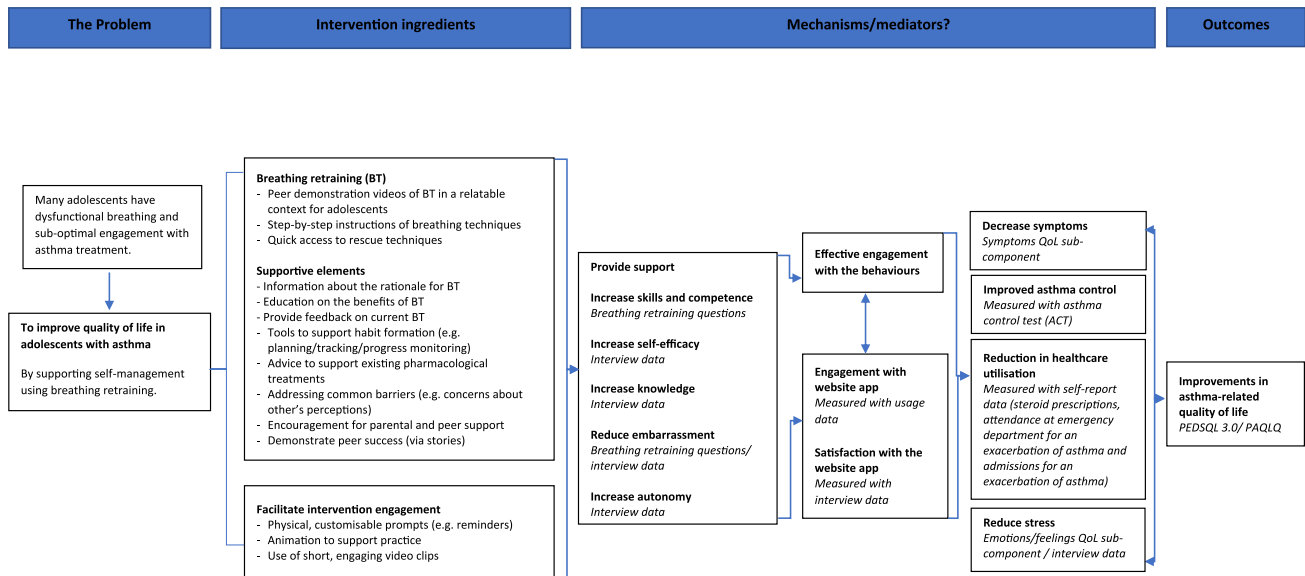 The Problem
Intervention ingredients
Mechanisms/mediators?
Outcomes
Many adolescents have
dysfunctional breathing and
sub-optimal engagement with
asthma treatment.
To improve quality of life in
adolescents with asthma
By supporting self-management
using breathing retraining.
Breathing retraining (BT)
- Peer demonstration videos of BT in a relatable
context for adolescents
- Step-by-step instructions of breathing techniques
- Quick access to rescue techniques
Supportive elements
- Information about the rationale for BT
- Education on the benefits of BT
- Provide feedback on current BT
- Tools to support habit formation (e.g.
planning/tracking/progress monitoring)
- Advice to support existing pharmacological
treatments
- Addressing common barriers (e.g. concerns about
other's perceptions)
- Encouragement for parental and peer support
- Demonstrate peer success (via stories)
Facilitate intervention engagement
- Physical, customisable prompts (e.g. reminders)
- Animation to support practice
- Use of short, engaging video clips
Provide support
Increase skills and competence
Breathing retraining questions
Increase self-efficacy
Interview data
Increase knowledge
Interview data
Reduce embarrassment
Breathing retraining questions/
interview data
Increase autonomy
Interview data
Effective engagement
with the behaviours
Engagement with
website app
Measured with usage
data
Satisfaction with the
website app
Measured with
interview data
Decrease symptoms
Symptoms QoL sub-
component
Improved asthma control
Measured with asthma
control test (ACT)
Reduction in healthcare
utilisation
Measured with self-report
data (steroid prescriptions,
attendance at emergency
department for an
exacerbation of asthma and
admissions for an
exacerbation of asthma)
Reduce stress
Emotions/feelings QoL sub-
component / interview data
Improvements in
asthma-related
quality of life
PEDSQL 3.0/ PAQLQ